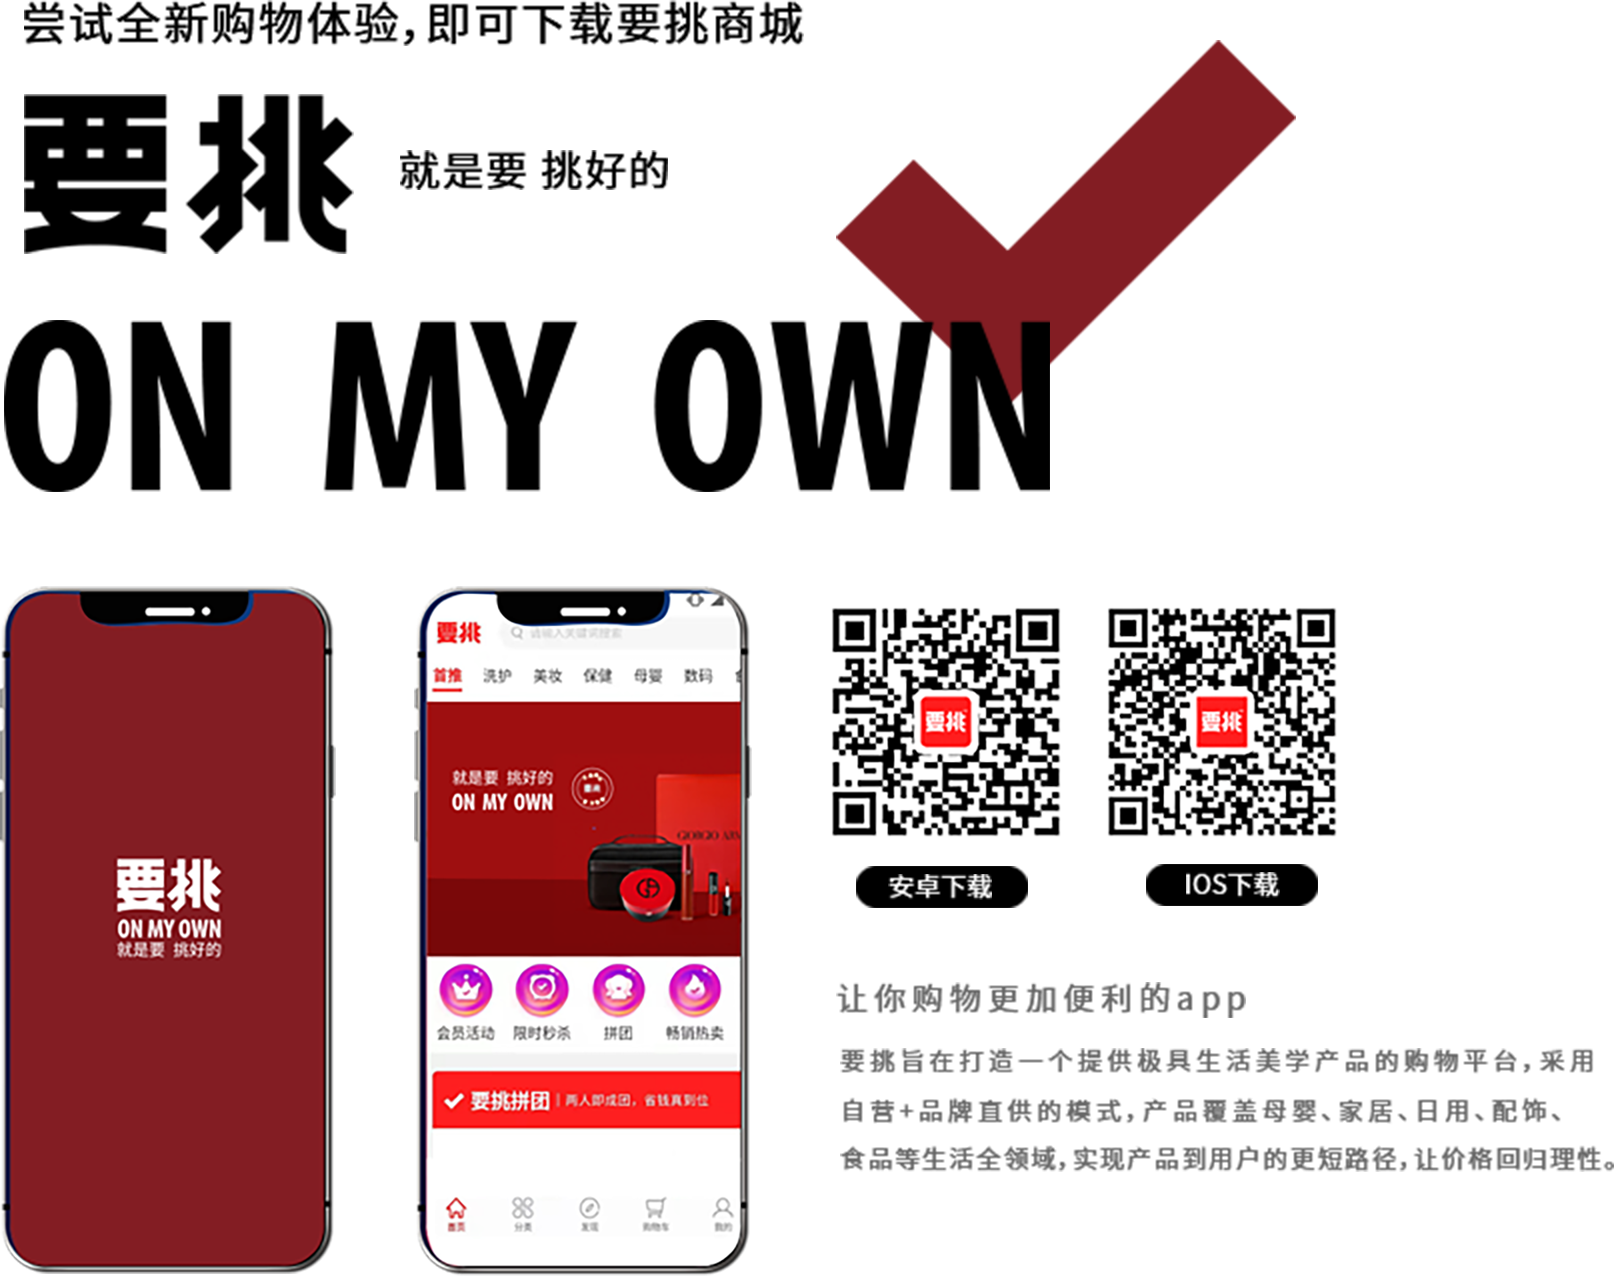 尝试全新购物体验,即可下载要挑商城
要挑
就是要 挑好的
ON MY OWN
要挑
ON MY OWN
就是要 挑好的
要挑
请输入关键词搜索
首推 洗护 美妆 保健 母婴 数码
就是要 挑好的
ON MY OWN
GIORGIO ARM
会员活动 限时秒杀 拼团 畅销热卖
要挑拼团 | 两人即成团，省钱真到位
首页 分类 发现 购物车 我的
要挑
要挑
安卓下载
IOS下载
让你购物更加便利的app
要挑旨在打造一个提供极具生活美学产品的购物平台,采用
自营+品牌直供的模式,产品覆盖母婴、家居、日用、配饰、
食品等生活全领域,实现产品到用户的更短路径,让价格回归理性。